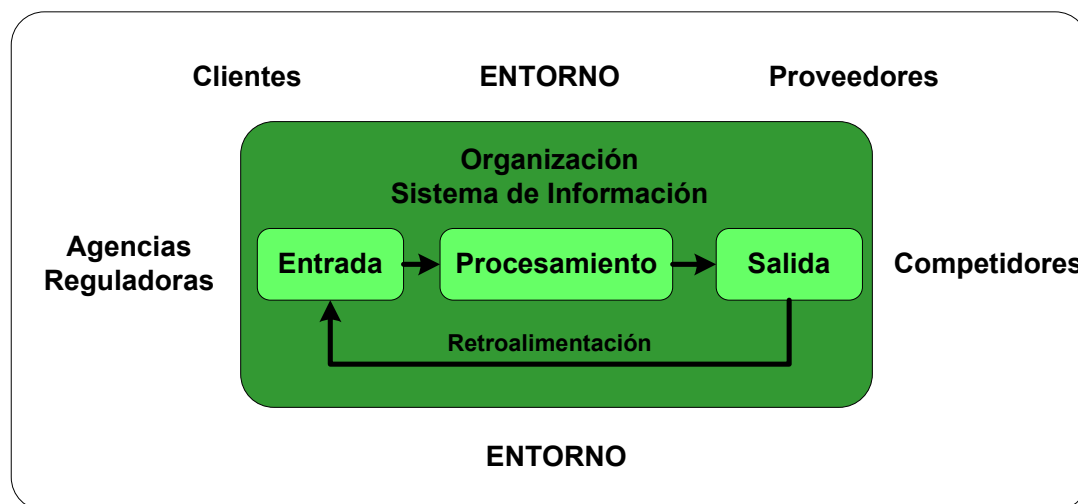 Clientes
ENTORNO
Proveedores
Organización
Sistema de Información
Agencias
Reguladoras
Entrada
Procesamiento
Salida
Competidores
Retroalimentación
ENTORNO